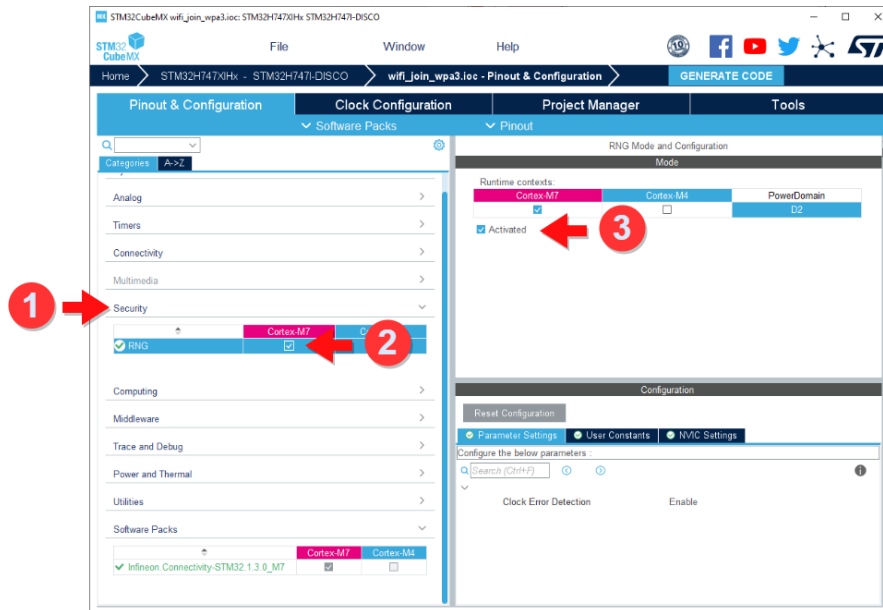 MX STM32CubeMX wifi_join_wpa3.ioc: STM32H747XIHx STM32H747I-DISCO
STM32
CubeMX
File Window Help
10
Home STM32H747XIHx - STM32H747I-DISCO wifi_join_wpa3.ioc - Pinout & Configuration GENERATE CODE
Pinout & Configuration Clock Configuration Project Manager Tools
Software Packs Pinout
Categories A->Z
Analog
Timers
Connectivity
Multimedia
1
Security
Cortex-M7
RNG
2
Computing
Middleware
Trace and Debug
Power and Thermal
Utilities
Software Packs
Cortex-M7 Cortex-M4
Infineon.Connectivity-STM32.1.3.0_M7
RNG Mode and Configuration
Mode
Runtime contexts:
Cortex-M7 Cortex-M4 PowerDomain
D2
Activated
3
Configuration
Reset Configuration
Parameter Settings User Constants NVIC Settings
Configure the below parameters :
Search (Ctrl+F)
Clock Error Detection Enable